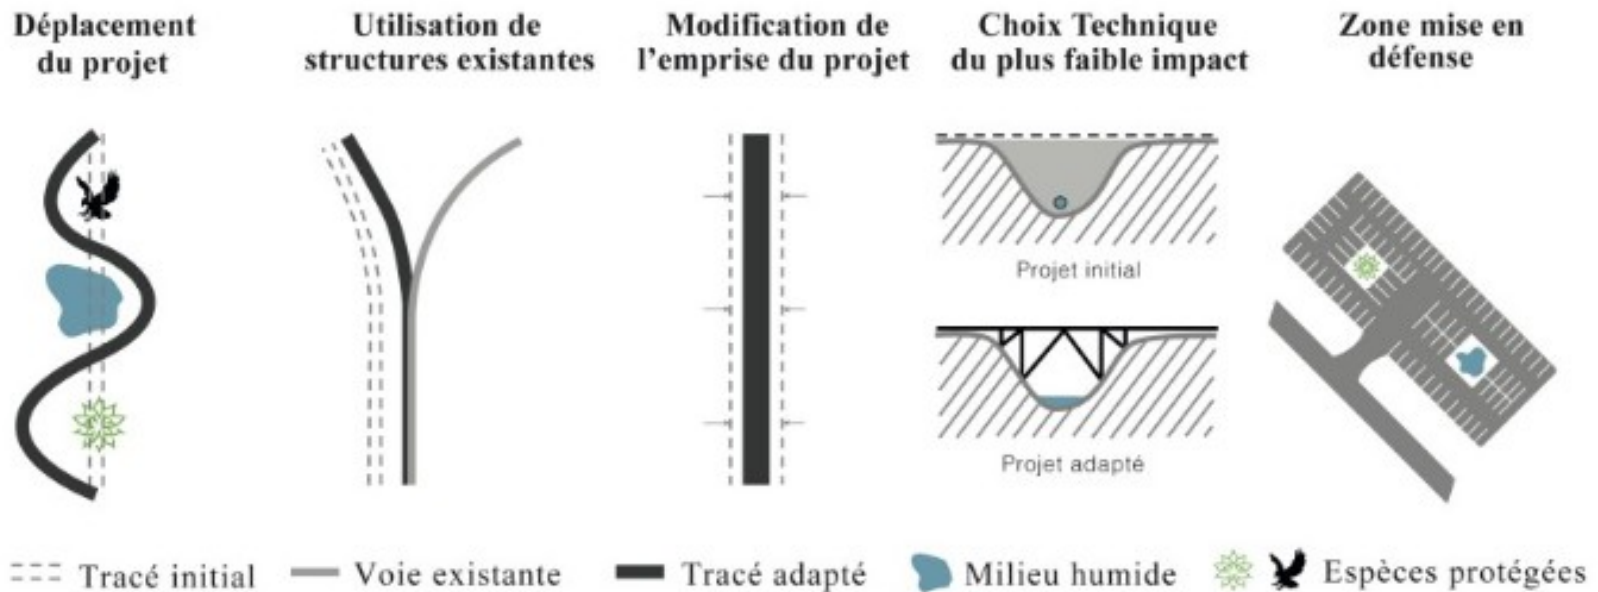 Déplacement
du projet
Utilisation de
structures existantes
Modification de
l'emprise du projet
Choix Technique
du plus faible impact
Zone mise en
défense
Projet initial
Projet adapté
Tracé initial
Voie existante
Tracé adapté
Milieu humide
Espèces protégées